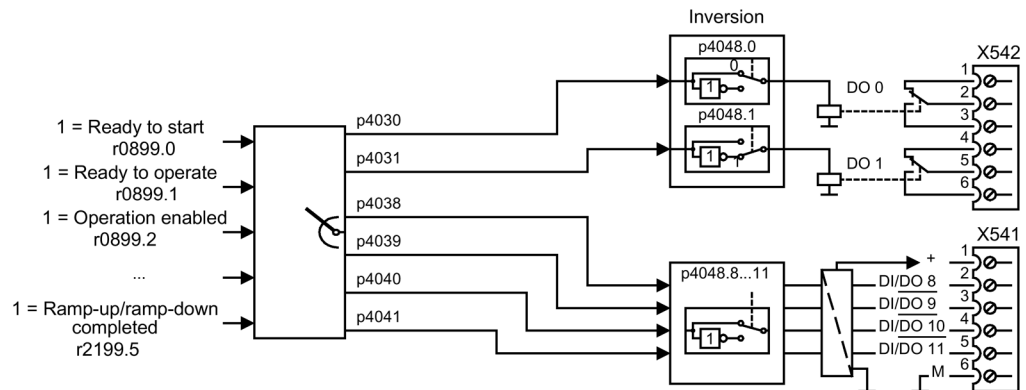 Inversion
X542
p4048.0
0
1
1
2
3
DO 0
p4048.1
1
1
4
5
6
DO 1
1 = Ready to start
r0899.0
1 = Ready to operate
r0899.1
1 = Operation enabled
r0899.2
...
1 = Ramp-up/ramp-down
completed
r2199.5
p4030
p4031
p4038
p4039
p4040
p4041
X541
p4048.8...11
1
+
1
DI/DO 8
2
DI/DO 9
3
DI/DO 10
4
DI/DO 11
5
M
6